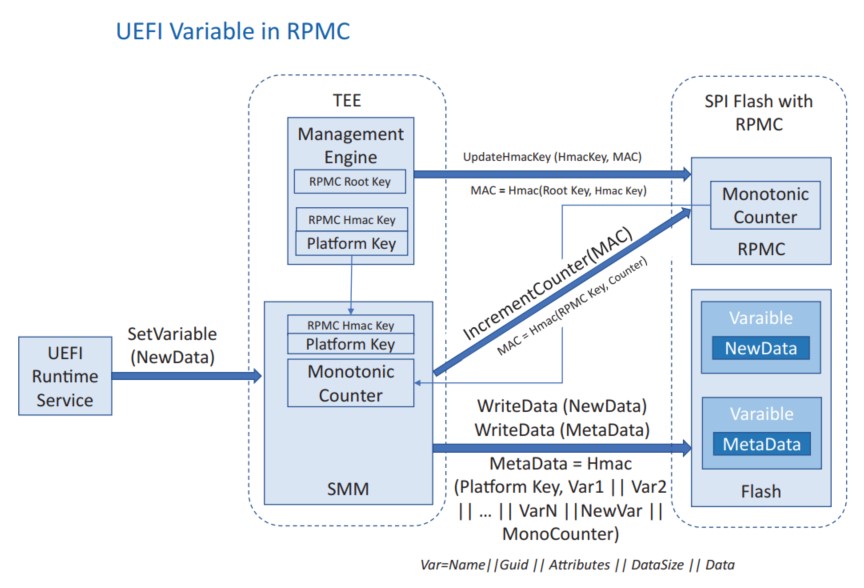 UEFI Variable in RPMC
TEE
Management
Engine
RPMC Root Key
RPMC Hmac Key
Platform Key
UpdateHmacKey (HmacKey, MAC)
MAC = Hmac(Root Key, Hmac Key)
SPI Flash with
RPMC
Monotonic
Counter
RPMC
IncrementCounter(MAC)
MAC = Hmac(RPMC Key, Counter)
UEFI
Runtime
Service
SetVariable
(NewData)
RPMC Hmac Key
Platform Key
Monotonic
Counter
SMM
WriteData (NewData)
WriteData (MetaData)
MetaData = Hmac
(Platform Key, Var1 || Var2
|| ... || VarN ||NewVar ||
MonoCounter)
Varaible
NewData
Varaible
MetaData
Flash
Var=Name||Guid || Attributes || DataSize || Data